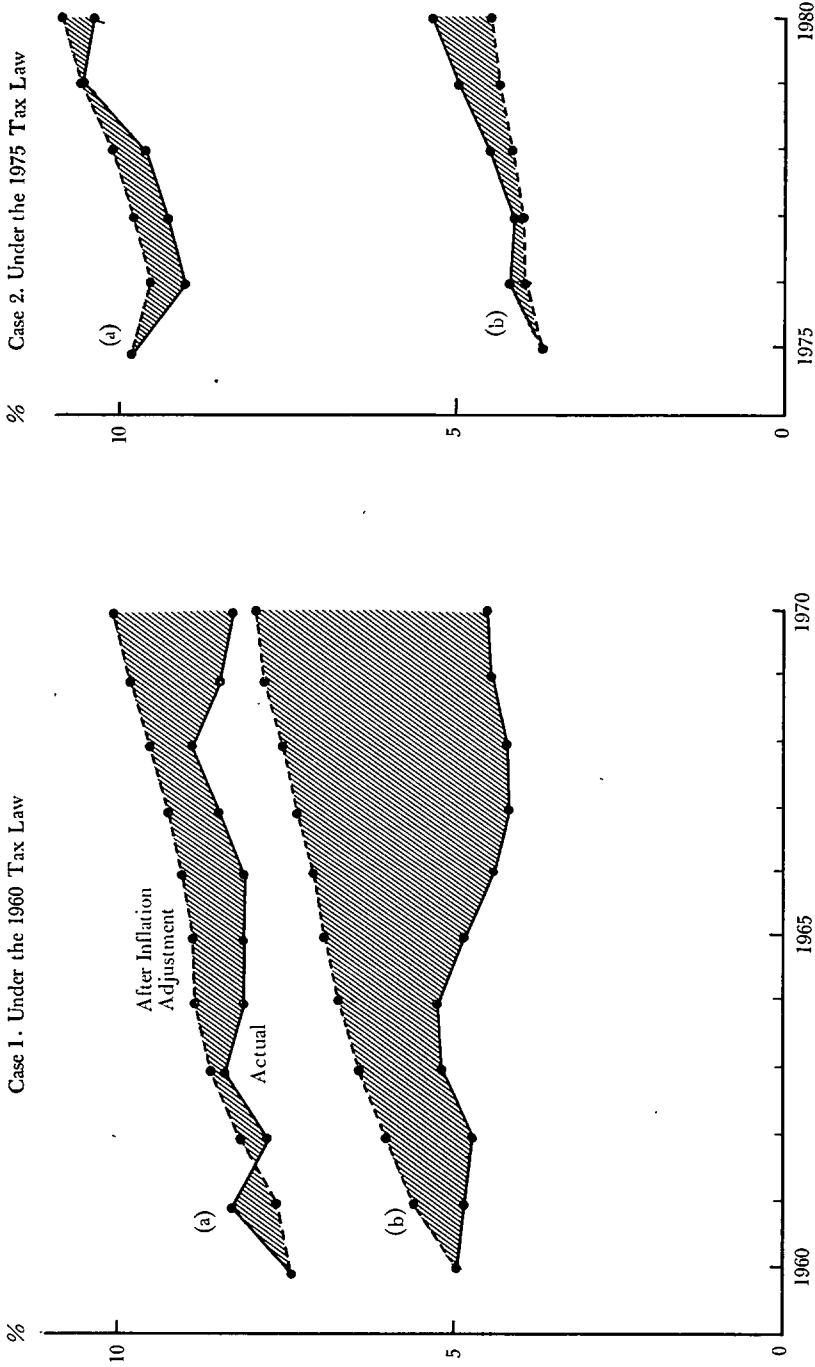 Case 1. Under the 1960 Tax Law
%
10
5
0
(a)
After Inflation
Adjustment
Actual
(b)
1960
1965
1970
Case 2. Under the 1975 Tax Law
%
10
5
0
(a)
(b)
1975
1980